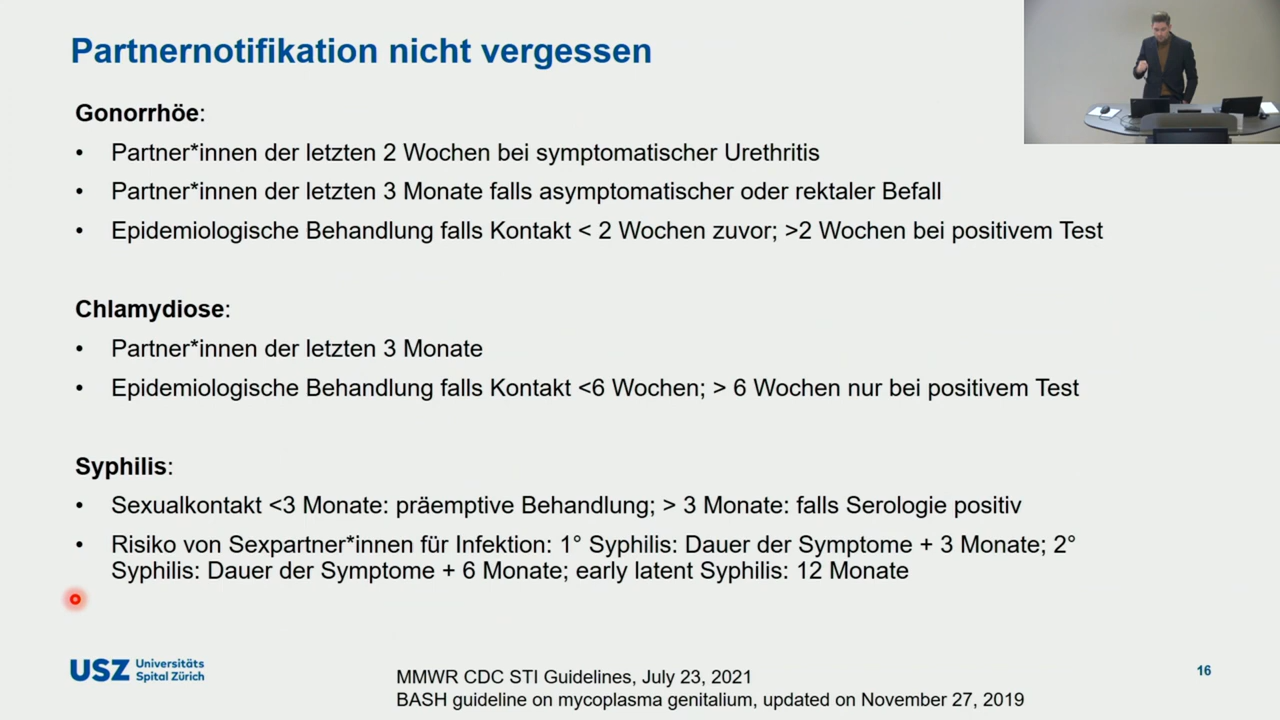 Partnernotifikation nicht vergessen
Gonorrhöe:
• Partner*innen der letzten 2 Wochen bei symptomatischer Urethritis
• Partner*innen der letzten 3 Monate falls asymptomatischer oder rektaler Befall
• Epidemiologische Behandlung falls Kontakt < 2 Wochen zuvor; >2 Wochen bei positivem Test
Chlamydiose:
• Partner*innen der letzten 3 Monate
• Epidemiologische Behandlung falls Kontakt <6 Wochen; > 6 Wochen nur bei positivem Test
Syphilis:
• Sexualkontakt <3 Monate: präemptive Behandlung; > 3 Monate: falls Serologie positiv
• Risiko von Sexpartner*innen für Infektion: 1° Syphilis: Dauer der Symptome + 3 Monate; 2°
Syphilis: Dauer der Symptome + 6 Monate; early latent Syphilis: 12 Monate
USZ Universitäts
Spital Zürich
MMWR CDC STI Guidelines, July 23, 2021
BASH guideline on mycoplasma genitalium, updated on November 27, 2019
16